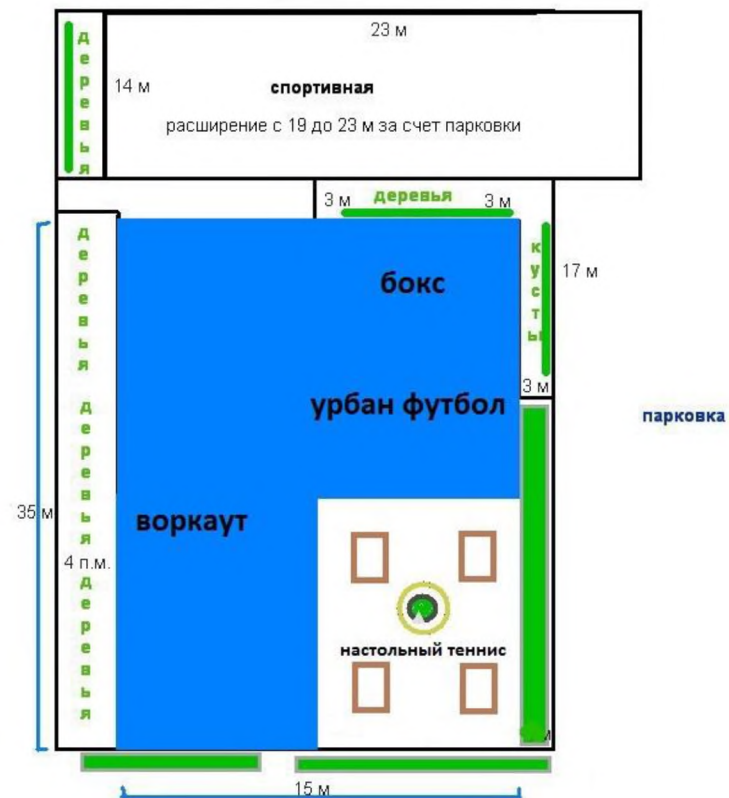 23 м
деревья
14 м
спортивная
расширение с 19 до 23 м за счет парковки
3 м
деревья
3 м
деревья
кусты
17 м
бокс
3 м
урбан футбол
парковка
деревья
35 м
воркаут
4 п.м.
деревья
настольный теннис
15 м